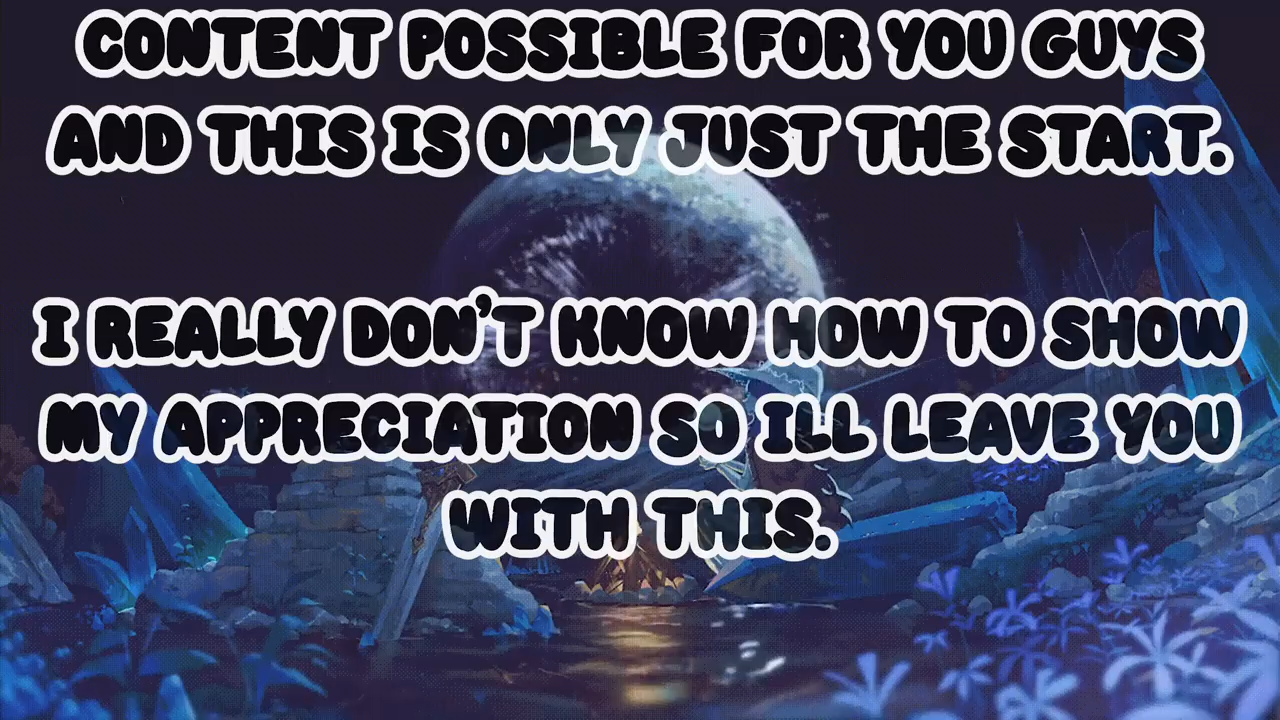 CONTENT POSSIBLE FOR YOU GUYS
AND THIS IS ONLY JUST THE START.
I REALLY DON'T KNOW HOW TO SHOW
MY APPRECIATION SO ILL LEAVE YOU
WITH THIS.